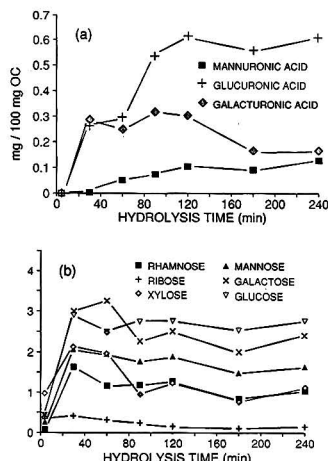 (a)
0.7
0.6
0.5
0.4
0.3
0.2
0.1
0
mg / 100 mg OC
MANNURONIC ACID
GLUCURONIC ACID
GALACTURONIC ACID
0 40 80 120 160 200 240
HYDROLYSIS TIME (min)
(b)
4
3
2
1
0
RHAMNOSE MANNOSE
RIBOSE GALACTOSE
XYLOSE GLUCOSE
0 40 80 120 160 200 240
HYDROLYSIS TIME (min)